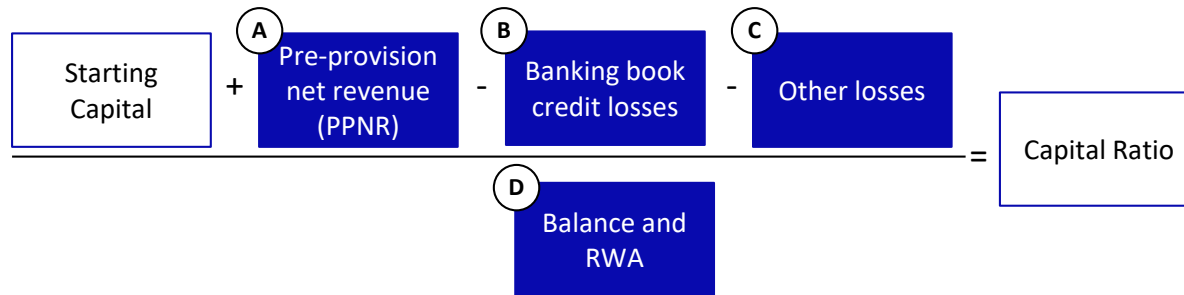 A
B
C
Starting
Capital
+
Pre-provision
net revenue
(PPNR)
-
Banking book
credit losses
-
Other losses
=
Capital Ratio
D
Balance and
RWA